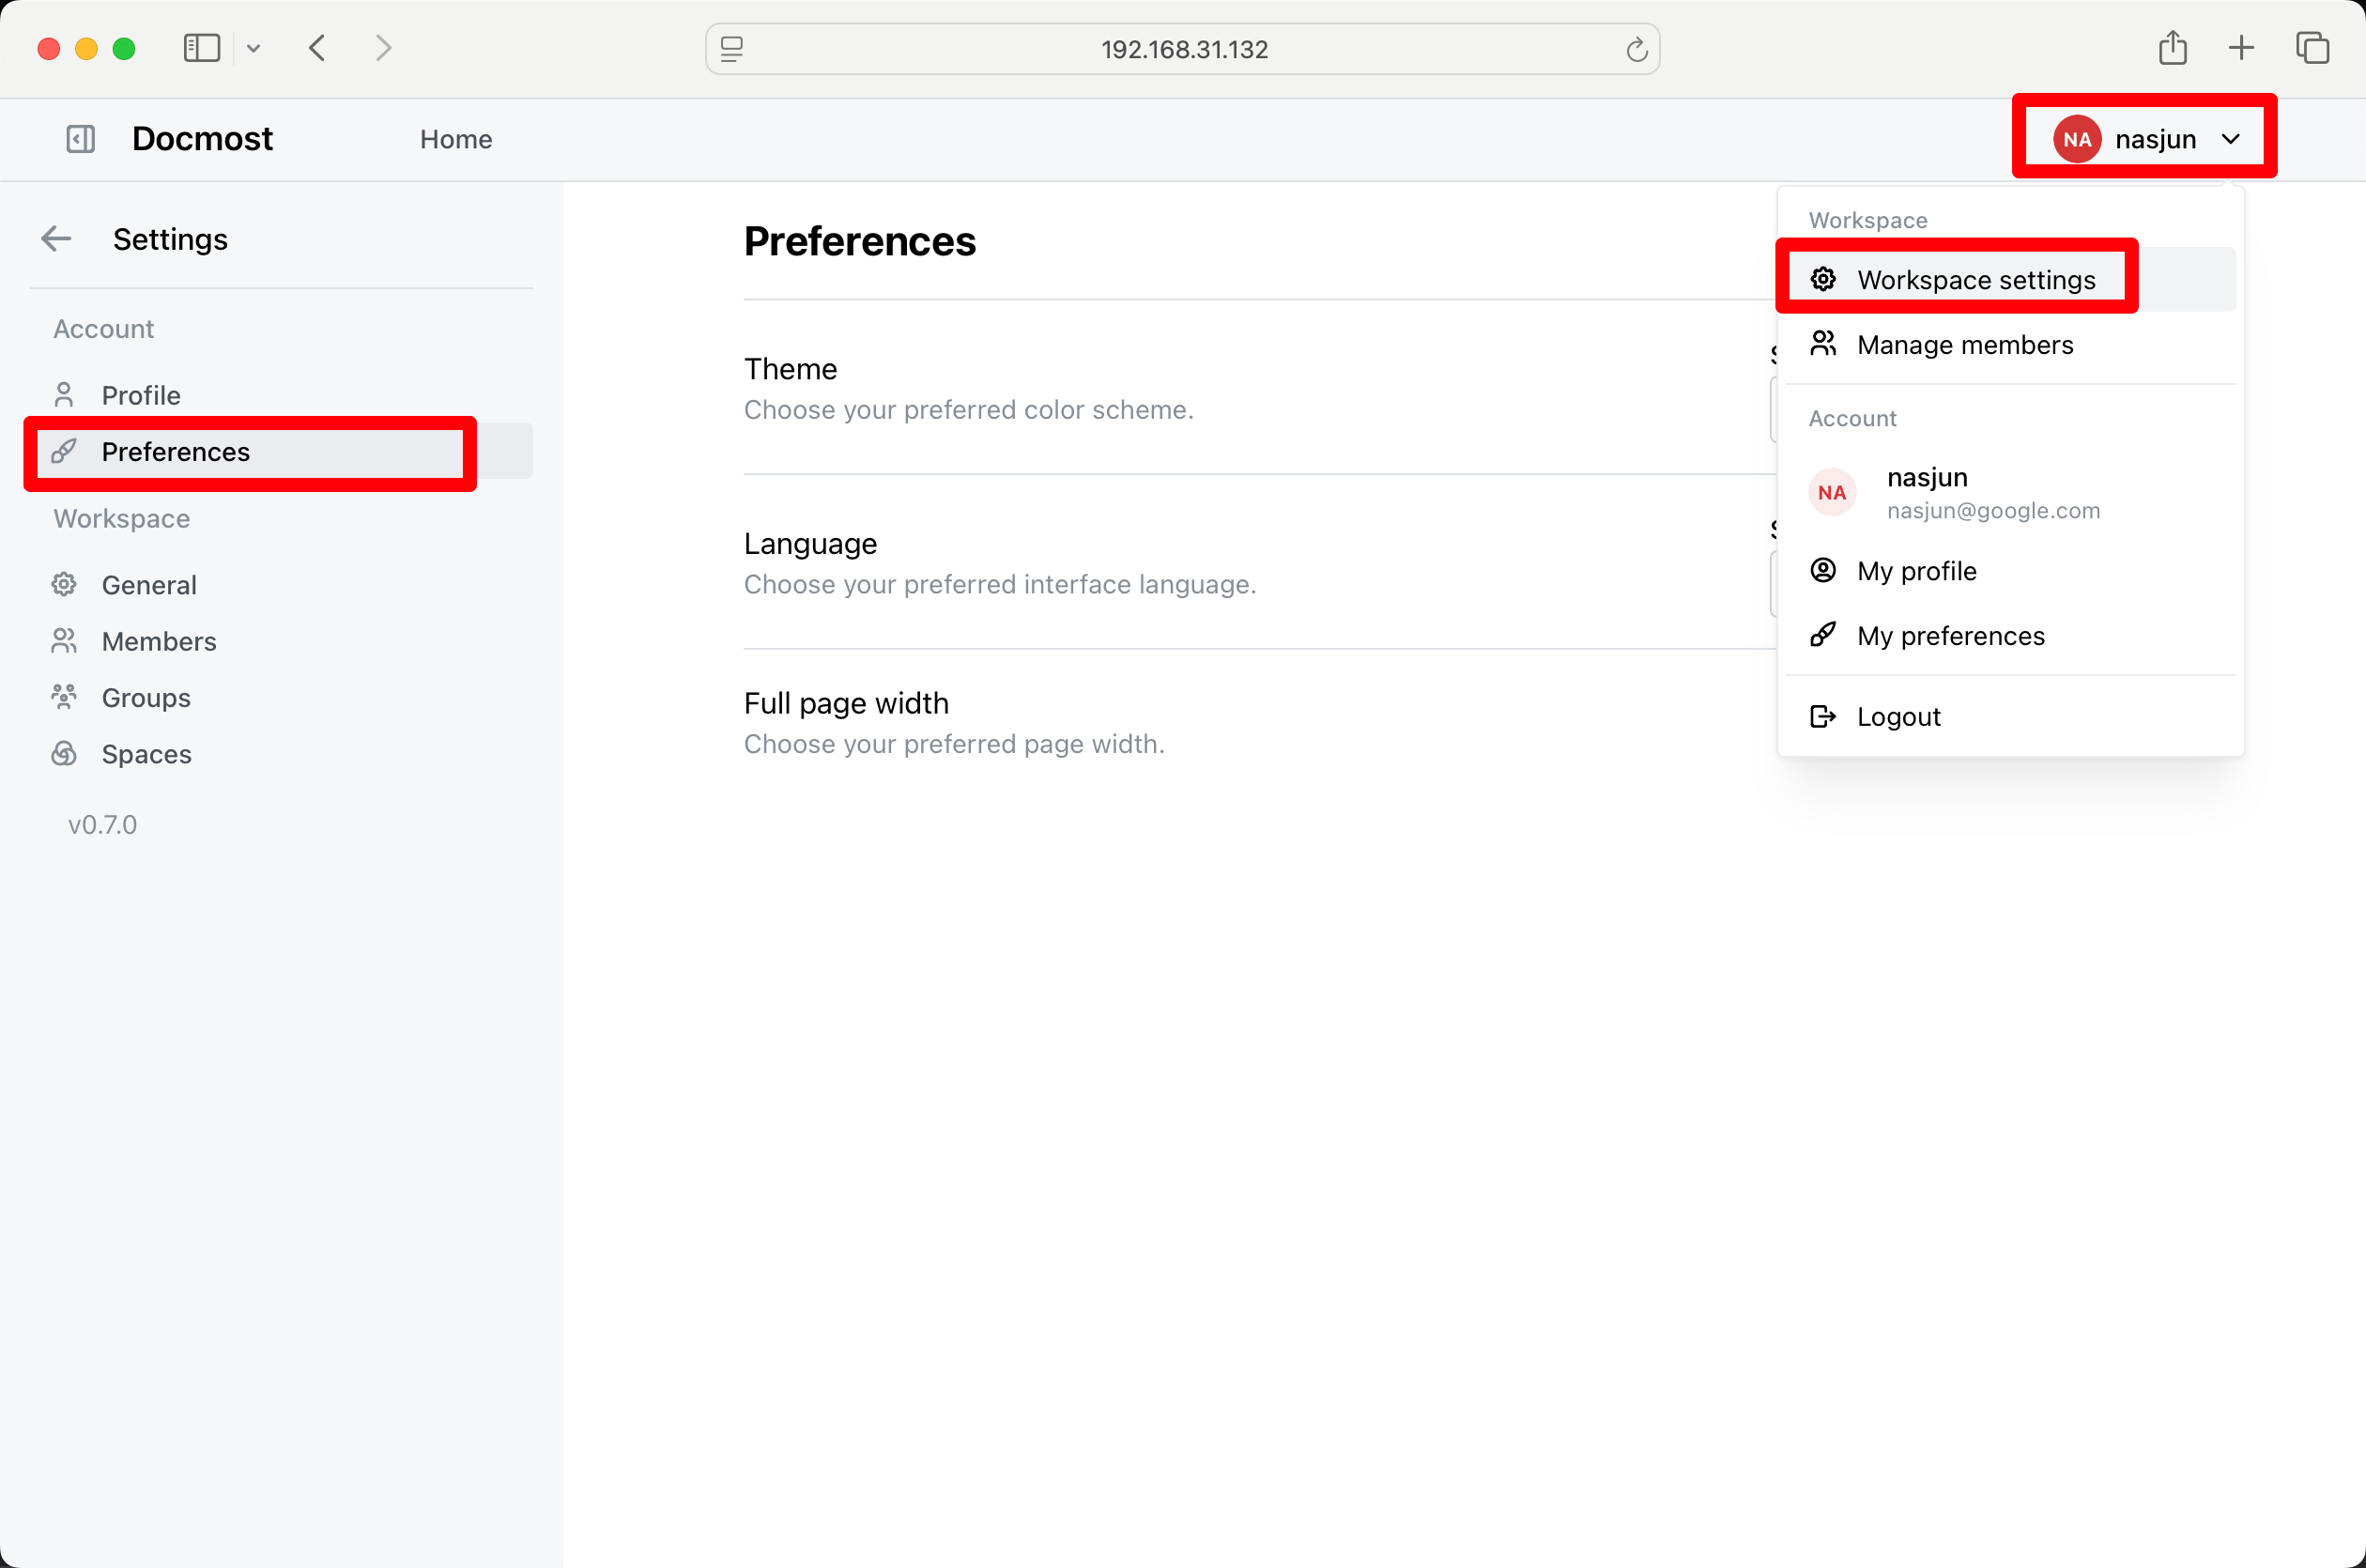 192.168.31.132
Docmost
Home
NA nasjun
Settings
Account
Profile
Preferences
Workspace
General
Members
Groups
Spaces
v0.7.0
Preferences
Theme
Choose your preferred color scheme.
Language
Choose your preferred interface language.
Full page width
Choose your preferred page width.
Workspace
Workspace settings
Manage members
Account
NA
nasjun
nasjun@google.com
My profile
My preferences
Logout